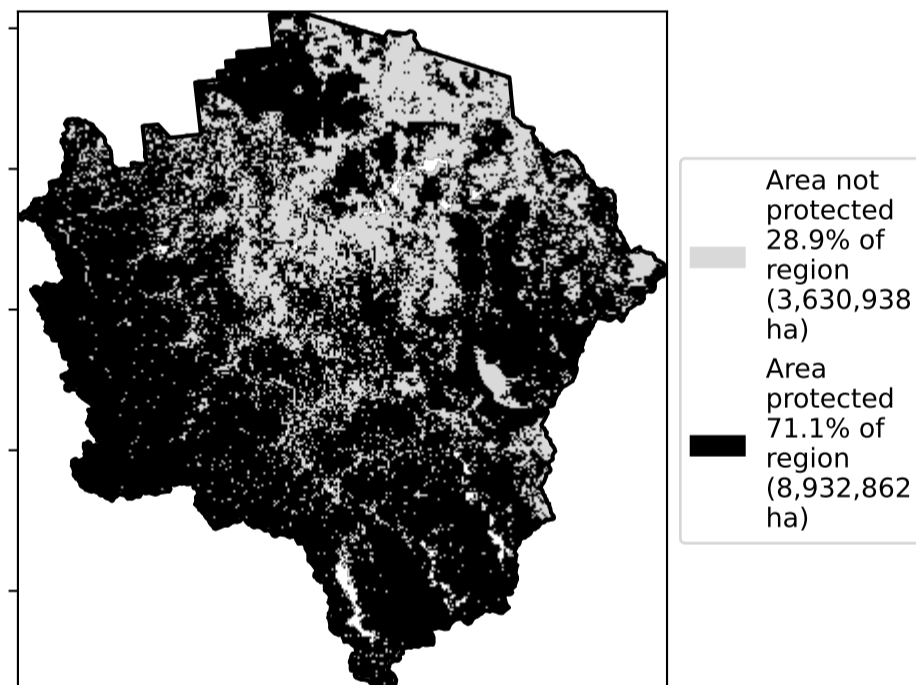 Area not
protected
28.9% of
region
(3,630,938
ha)
Area
protected
71.1% of
region
(8,932,862
ha)